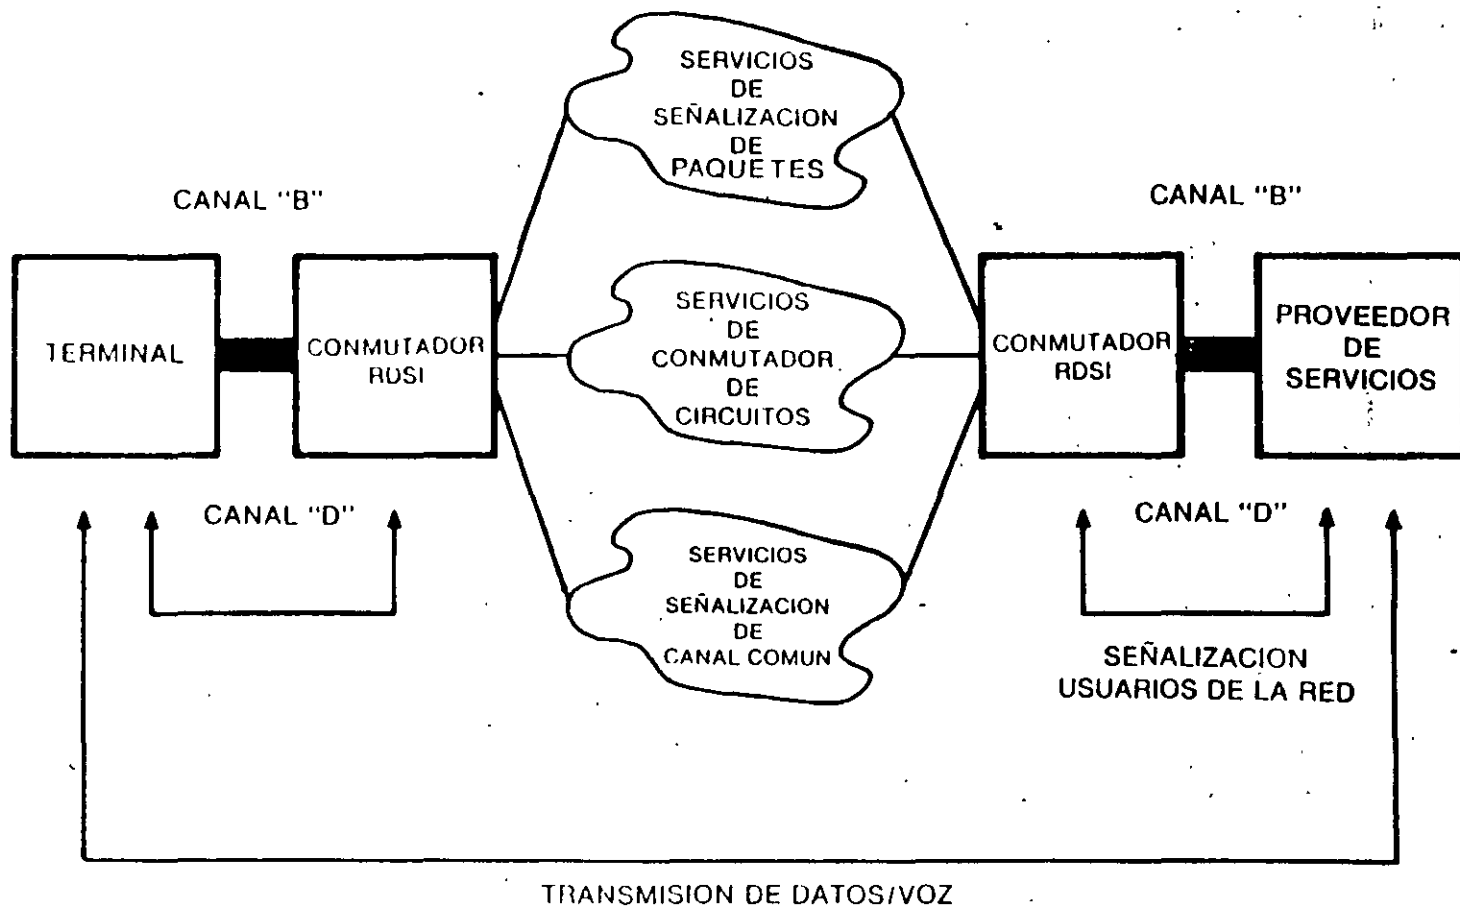 SERVICIOS
DE
SEÑALIZACION
DE
PAQUETES
CANAL "B"
CANAL "B"
TERMINAL
CONMUTADOR
RDSI
SERVICIOS
DE
CONMUTADOR
DE
CIRCUITOS
CONMUTADOR
RDSI
PROVEEDOR
DE
SERVICIOS
CANAL "D"
CANAL "D"
SERVICIOS
DE
SEÑALIZACION
DE
CANAL COMUN
SEÑALIZACION
USUARIOS DE LA RED
TRANSMISION DE DATOS/VOZ